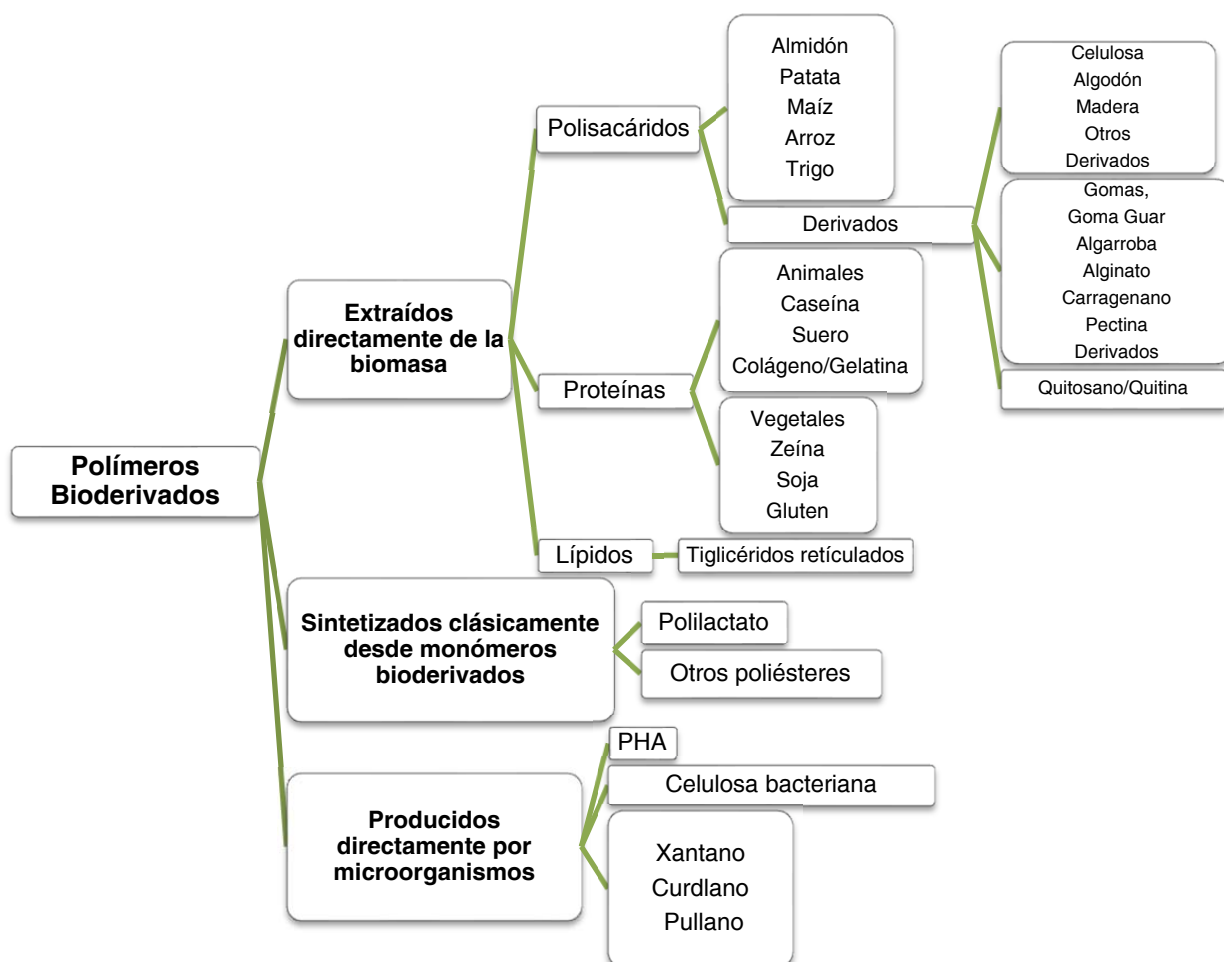 Polímeros
Bioderivados
Extraídos
directamente de la
biomasa
Polisacáridos
Almidón
Patata
Maíz
Arroz
Trigo
Derivados
Celulosa
Algodón
Madera
Otros
Derivados
Gomas,
Goma Guar
Algarroba
Alginato
Carragenano
Pectina
Derivados
Quitosano/Quitina
Proteínas
Animales
Caseína
Suero
Colágeno/Gelatina
Vegetales
Zeína
Soja
Gluten
Lípidos
Tiglicéridos retículados
Sintetizados clásicamente
desde monómeros
bioderivados
Polilactato
Otros poliésteres
Producidos
directamente por
microorganismos
PHA
Celulosa bacteriana
Xantano
Curdlano
Pullano